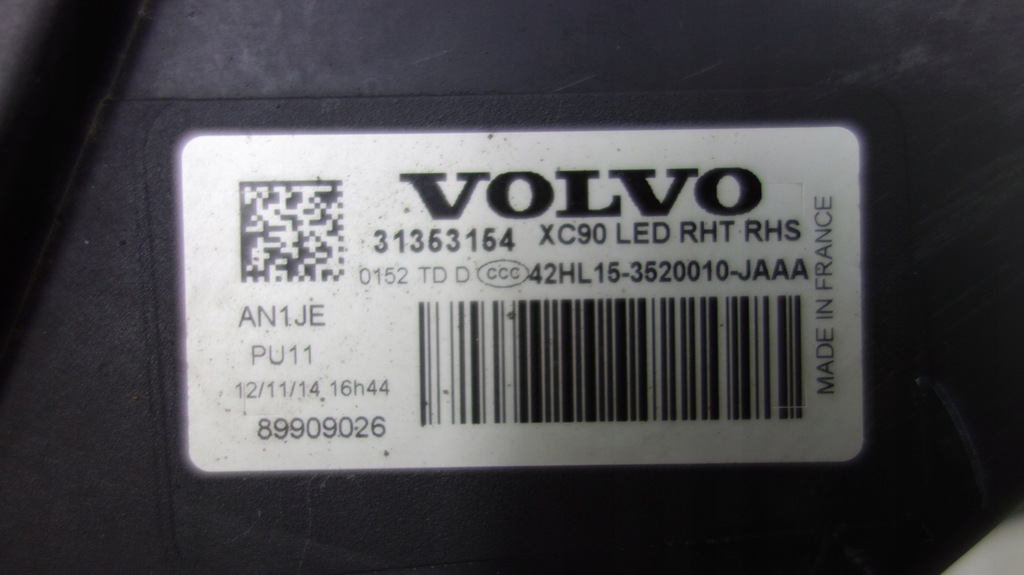 VOLVO
31353154 XC90 LED RHT RHS
0152 TD D CCC 42HL15-3520010-JAAA
AN1JE
PU11
12/11/14 16h44
89909026
MADE IN FRANCE